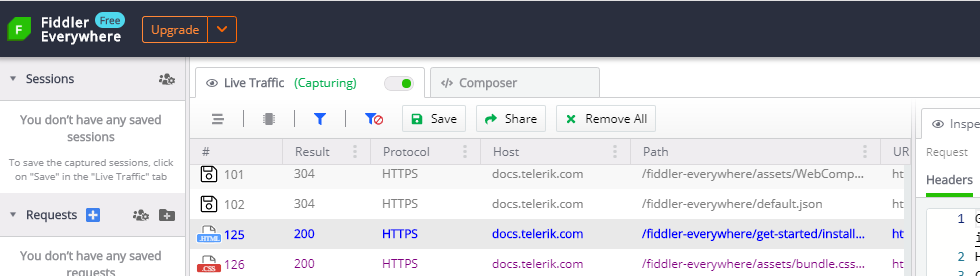 Fiddler Free
Everywhere
Upgrade
Sessions
You don't have any saved
sessions
To save the captured sessions, click
on "Save" in the "Live Traffic" tab
Requests
You don't have any saved
requests
Live Traffic (Capturing)
Composer
Save Share Remove All
# Result Protocol Host Path UR
101 304 HTTPS docs.telerik.com /fiddler-everywhere/assets/WebComp... ht
102 304 HTTPS docs.telerik.com /fiddler-everywhere/default.json ht
125 200 HTTPS docs.telerik.com /fiddler-everywhere/get-started/install... ht
126 200 HTTPS docs.telerik.com /fiddler-everywhere/assets/bundle.css... ht
Inspe
Request
Headers
1
2